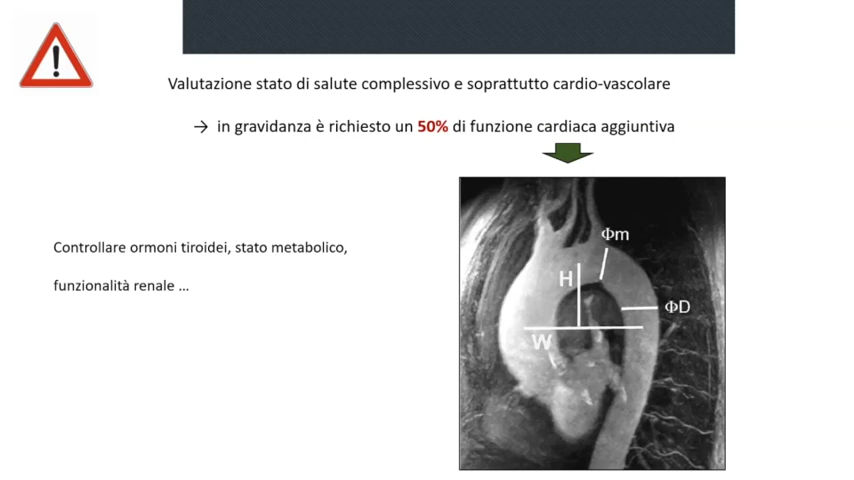 !
Valutazione stato di salute complessivo e soprattutto cardio-vascolare
→ in gravidanza è richiesto un 50% di funzione cardiaca aggiuntiva
Controllare ormoni tiroidei, stato metabolico,
funzionalità renale ...
Φm
H
ΦD
W